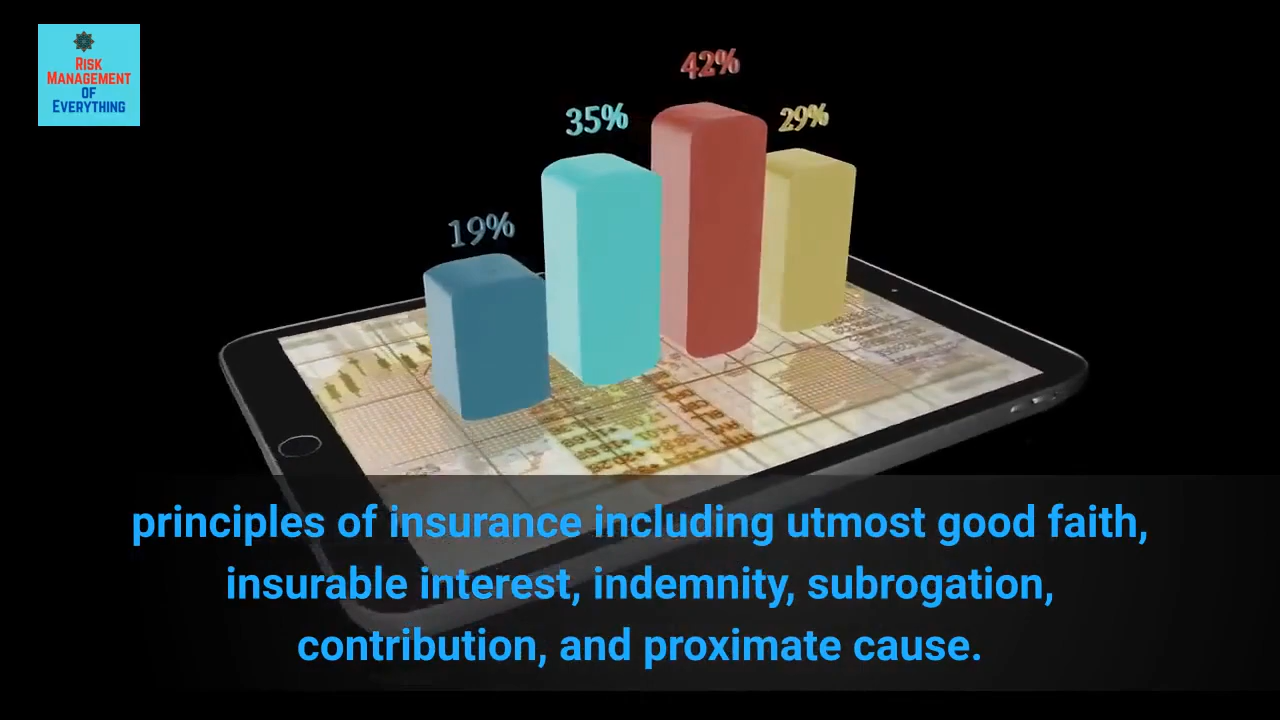 Risk
Management
of
Everything
42%
35%
29%
19%
principles of insurance including utmost good faith,
insurable interest, indemnity, subrogation,
contribution, and proximate cause.